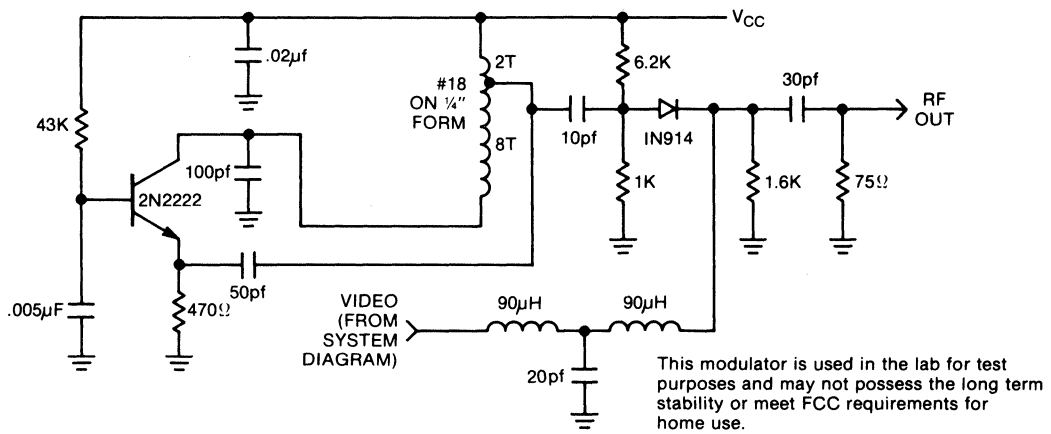 VCC
.02µf
2T
#18
ON ¼"
FORM
8T
6.2K
30pf
RF
OUT
43K
10pf
IN914
100pf
2N2222
1K
1.6K
75Ω
50pf
.005µF
470Ω
VIDEO
(FROM
SYSTEM
DIAGRAM)
90µH
90µH
20pf
This modulator is used in the lab for test
purposes and may not possess the long term
stability or meet FCC requirements for
home use.